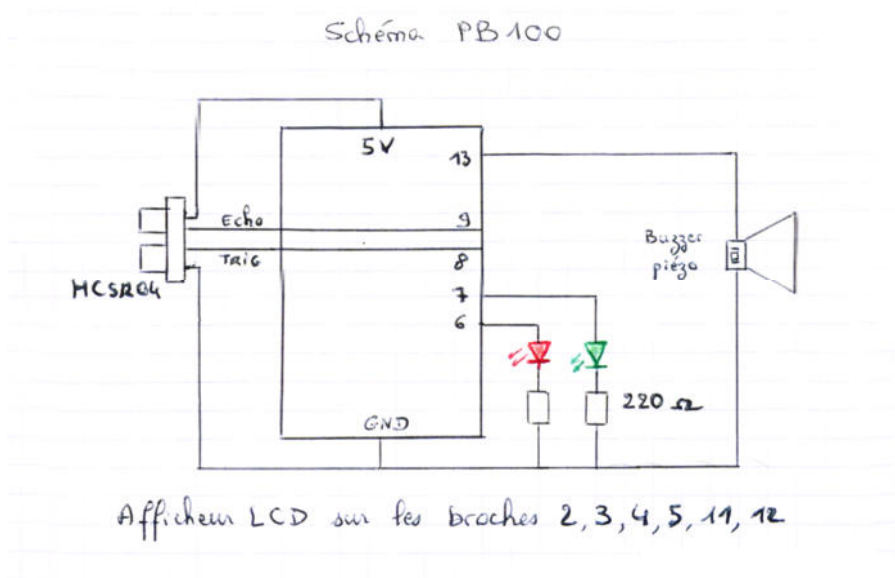 Schéma PB100
5V
13
Echo
9
TRIG
8
HCSR04
7
6
Buzzer
piézo
220 Ω
GND
Afficheur LCD sur les broches 2, 3, 4, 5, 11, 12